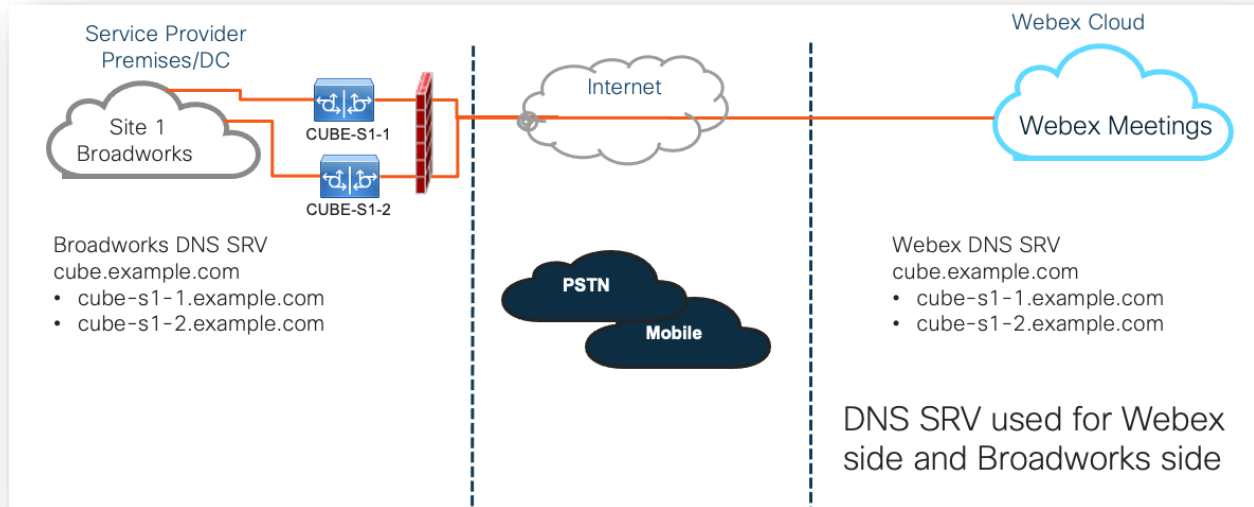 Service Provider
Premises/DC
Site 1
Broadworks
CUBE-S1-1
CUBE-S1-2
Internet
Webex Cloud
Webex Meetings
Broadworks DNS SRV
cube.example.com
• cube-s1-1.example.com
• cube-s1-2.example.com
PSTN
Mobile
Webex DNS SRV
cube.example.com
• cube-s1-1.example.com
• cube-s1-2.example.com
DNS SRV used for Webex
side and Broadworks side